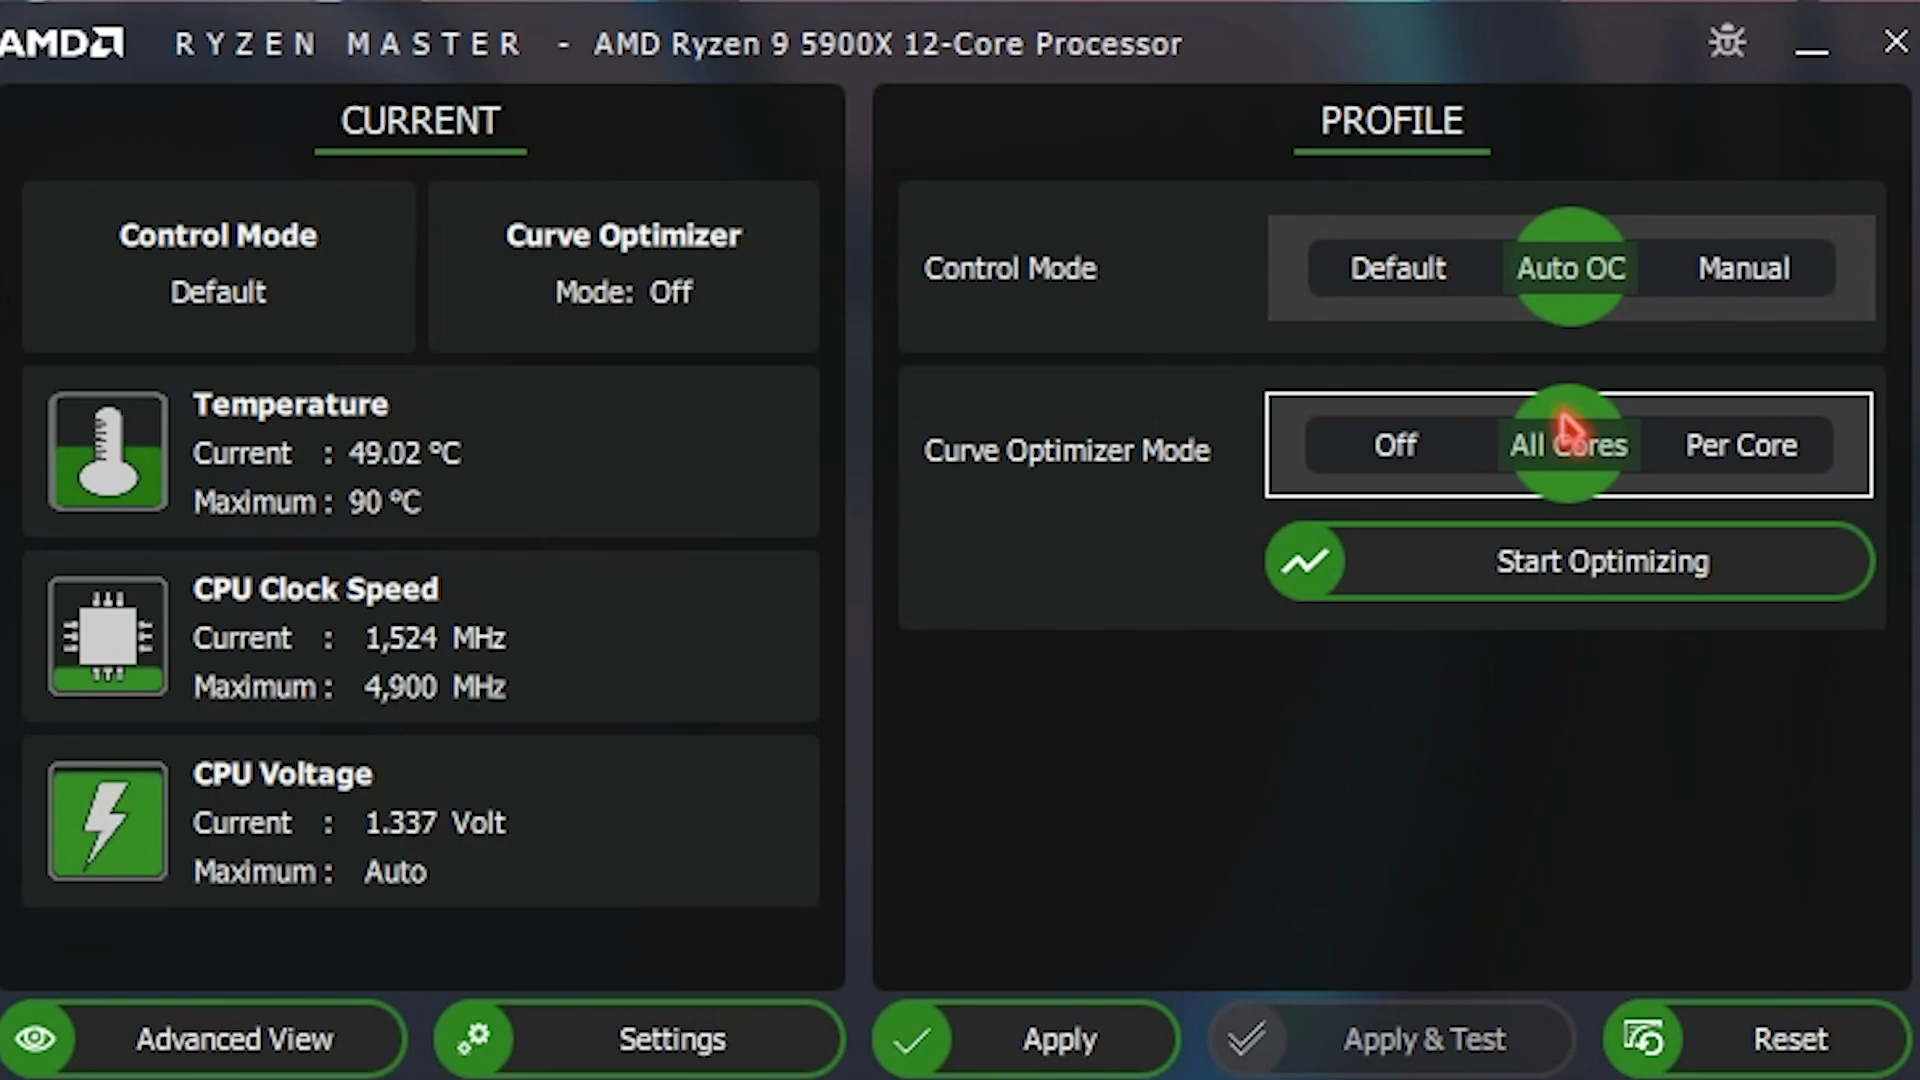 AMD RYZEN MASTER - AMD Ryzen 9 5900X 12-Core Processor
CURRENT
Control Mode
Default
Curve Optimizer
Mode: Off
Temperature
Current : 49.02 °C
Maximum : 90 °C
CPU Clock Speed
Current : 1,524 MHz
Maximum : 4,900 MHz
CPU Voltage
Current : 1.337 Volt
Maximum : Auto
PROFILE
Control Mode
Default Auto OC Manual
Curve Optimizer Mode
Off All Cores Per Core
Start Optimizing
Advanced View
Settings
Apply
Apply & Test
Reset